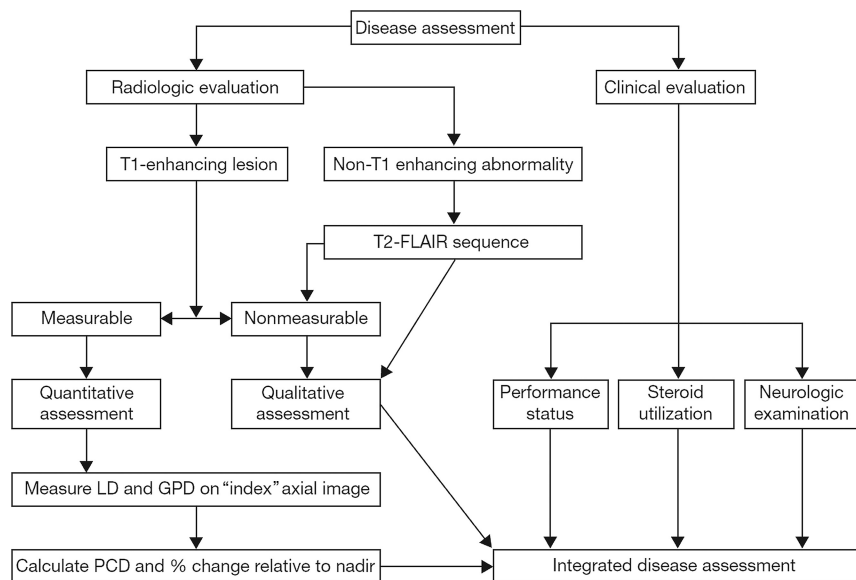 Disease assessment
Radiologic evaluation
Clinical evaluation
T1-enhancing lesion
Non-T1 enhancing abnormality
T2-FLAIR sequence
Measurable
Nonmeasurable
Quantitative
assessment
Qualitative
assessment
Performance
status
Steroid
utilization
Neurologic
examination
Measure LD and GPD on “index” axial image
Calculate PCD and % change relative to nadir
Integrated disease assessment